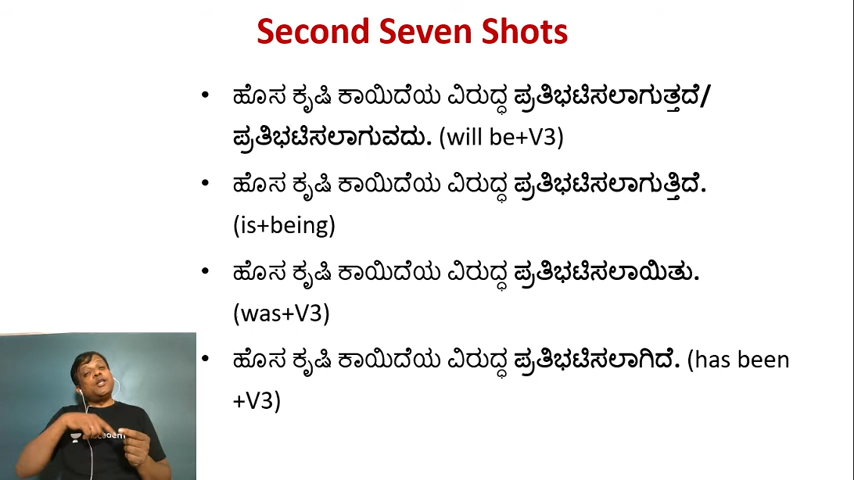 Second Seven Shots
• ಹೊಸ ಕೃಷಿ ಕಾಯಿದೆಯ ವಿರುದ್ಧ ಪ್ರತಿಭಟಿಸಲಾಗುತ್ತದೆ/
ಪ್ರತಿಭಟಿಸಲಾಗುವದು. (will be+V3)
• ಹೊಸ ಕೃಷಿ ಕಾಯಿದೆಯ ವಿರುದ್ಧ ಪ್ರತಿಭಟಿಸಲಾಗುತ್ತಿದೆ.
(is+being)
• ಹೊಸ ಕೃಷಿ ಕಾಯಿದೆಯ ವಿರುದ್ಧ ಪ್ರತಿಭಟಿಸಲಾಯಿತು.
(was+V3)
• ಹೊಸ ಕೃಷಿ ಕಾಯಿದೆಯ ವಿರುದ್ಧ ಪ್ರತಿಭಟಿಸಲಾಗಿದೆ. (has been
+V3)